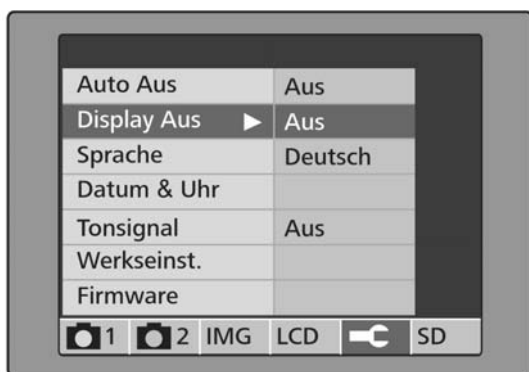 Auto Aus Aus
Display Aus Aus
Sprache Deutsch
Datum & Uhr
Tonsignal Aus
Werkseinst.
Firmware
1 2 IMG LCD SD